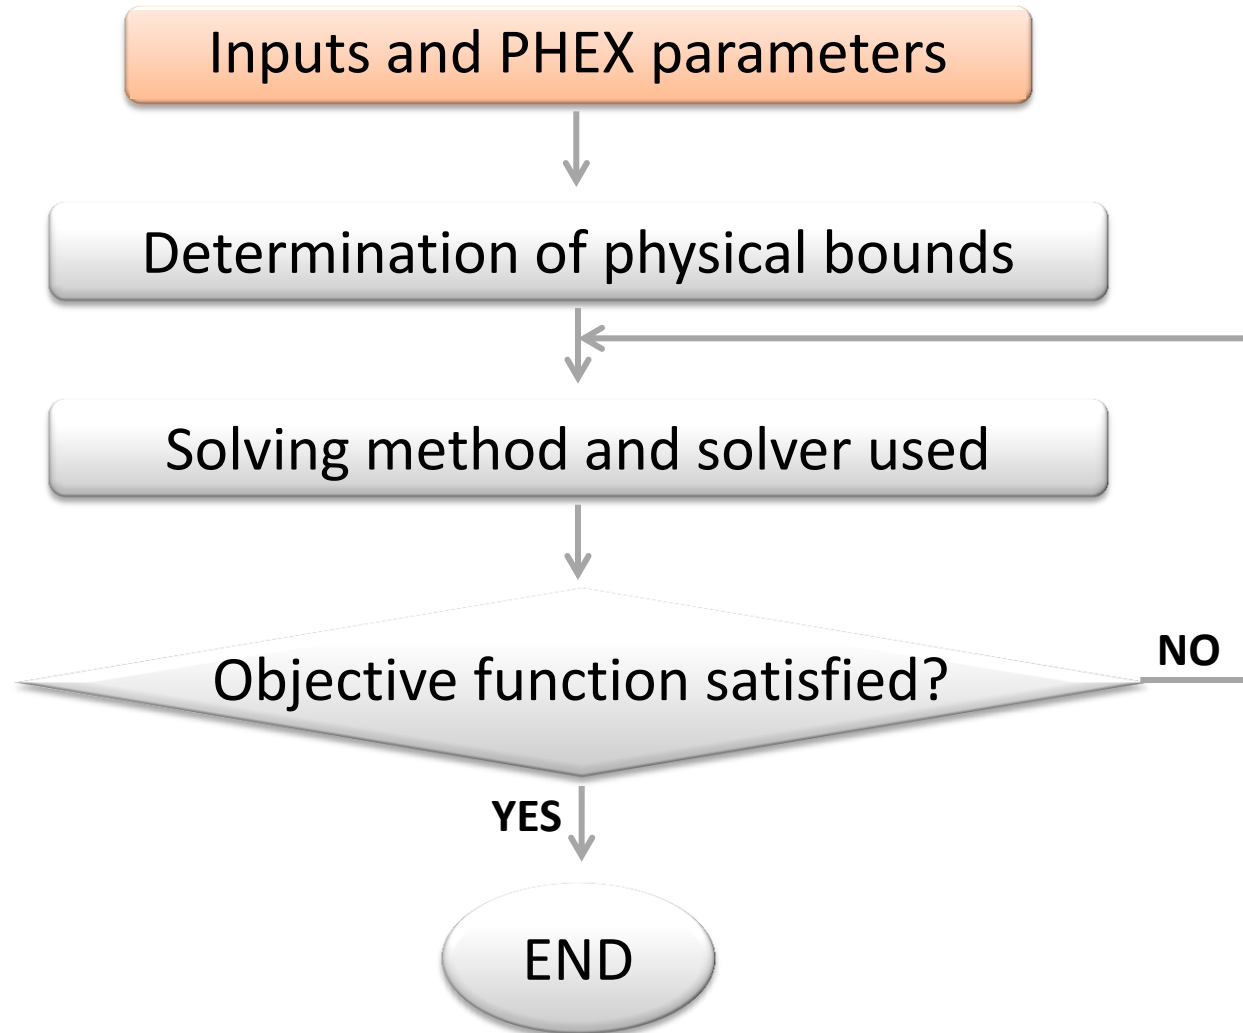 Inputs and PHEX parameters
Determination of physical bounds
Solving method and solver used
Objective function satisfied?
NO
YES
END